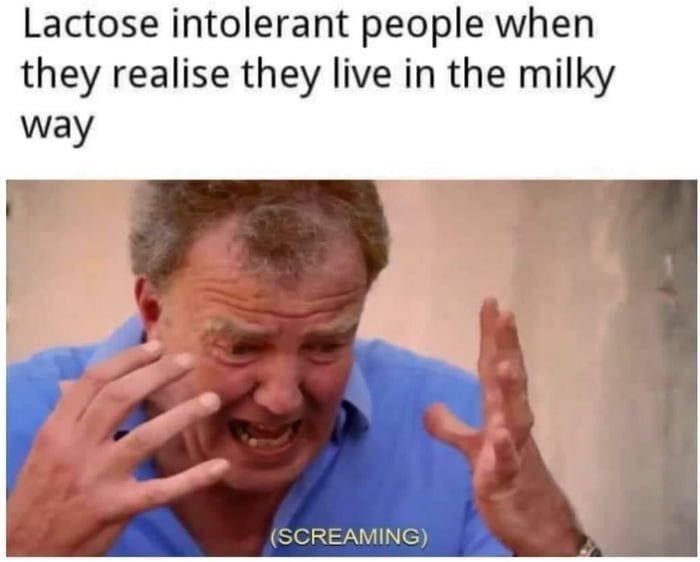 Lactose intolerant people when
they realise they live in the milky
way
(SCREAMING)